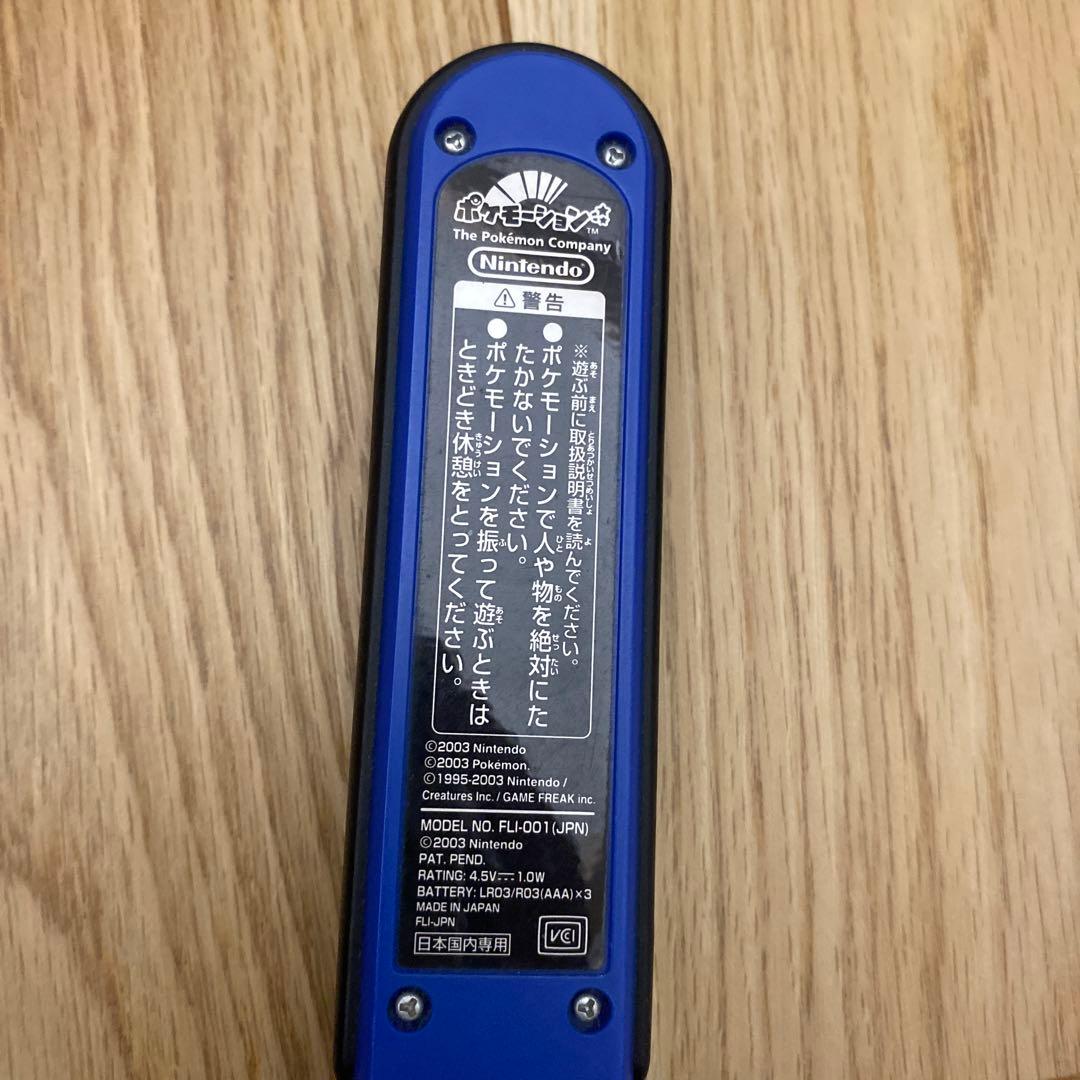 ポケモーション
TM
The Pokémon Company
Nintendo
⚠警告
※遊ぶ前に取扱説明書を読んでください。
●ポケモーションで人や物を絶対にた
たかないでください。
●ポケモーションを振って遊ぶときは
ときどき休憩をとってください。
©2003 Nintendo
©2003 Pokémon.
©1995-2003 Nintendo /
Creatures Inc. / GAME FREAK inc.
MODEL NO. FLI-001(JPN)
©2003 Nintendo
PAT. PEND.
RATING: 4.5V⎓1.0W
BATTERY: LR03/R03(AAA)×3
MADE IN JAPAN
FLI-JPN
日本国内専用
VCI